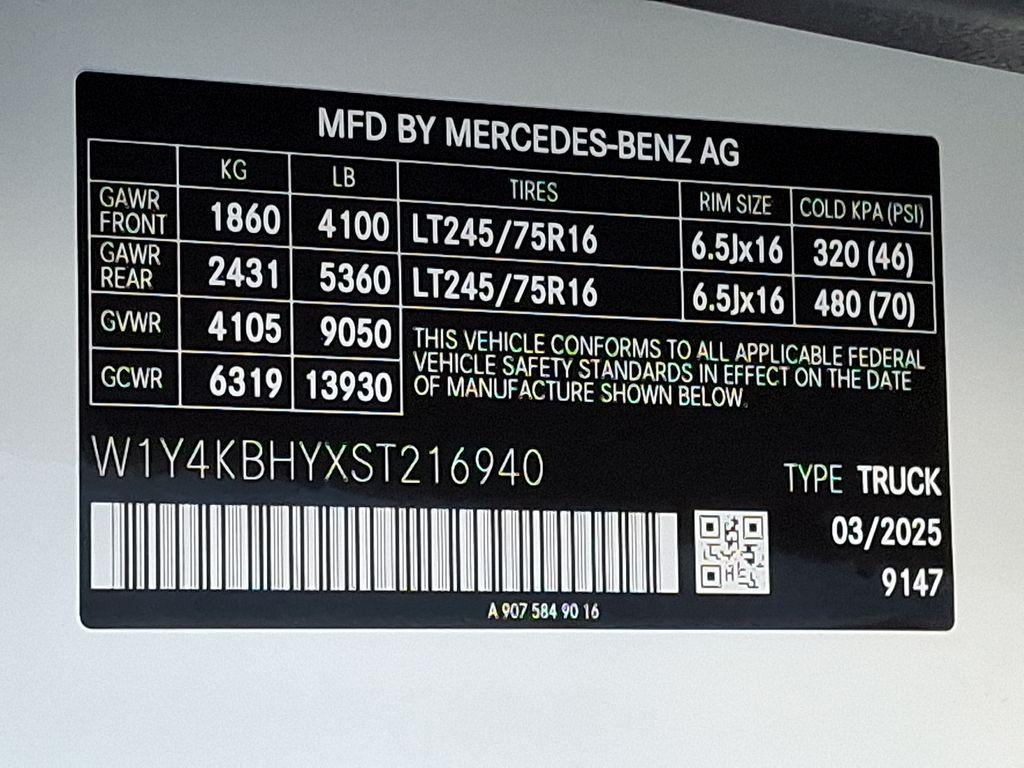 MFD BY MERCEDES-BENZ AG
KG LB TIRES RIM SIZE COLD KPA (PSI)
GAWR FRONT 1860 4100 LT245/75R16 6.5Jx16 320 (46)
GAWR REAR 2431 5360 LT245/75R16 6.5Jx16 480 (70)
GVWR 4105 9050
GCWR 6319 13930
THIS VEHICLE CONFORMS TO ALL APPLICABLE FEDERAL
VEHICLE SAFETY STANDARDS IN EFFECT ON THE DATE
OF MANUFACTURE SHOWN BELOW.
W1Y4KBHYXST216940
TYPE TRUCK
03/2025
9147
A 907 584 90 16